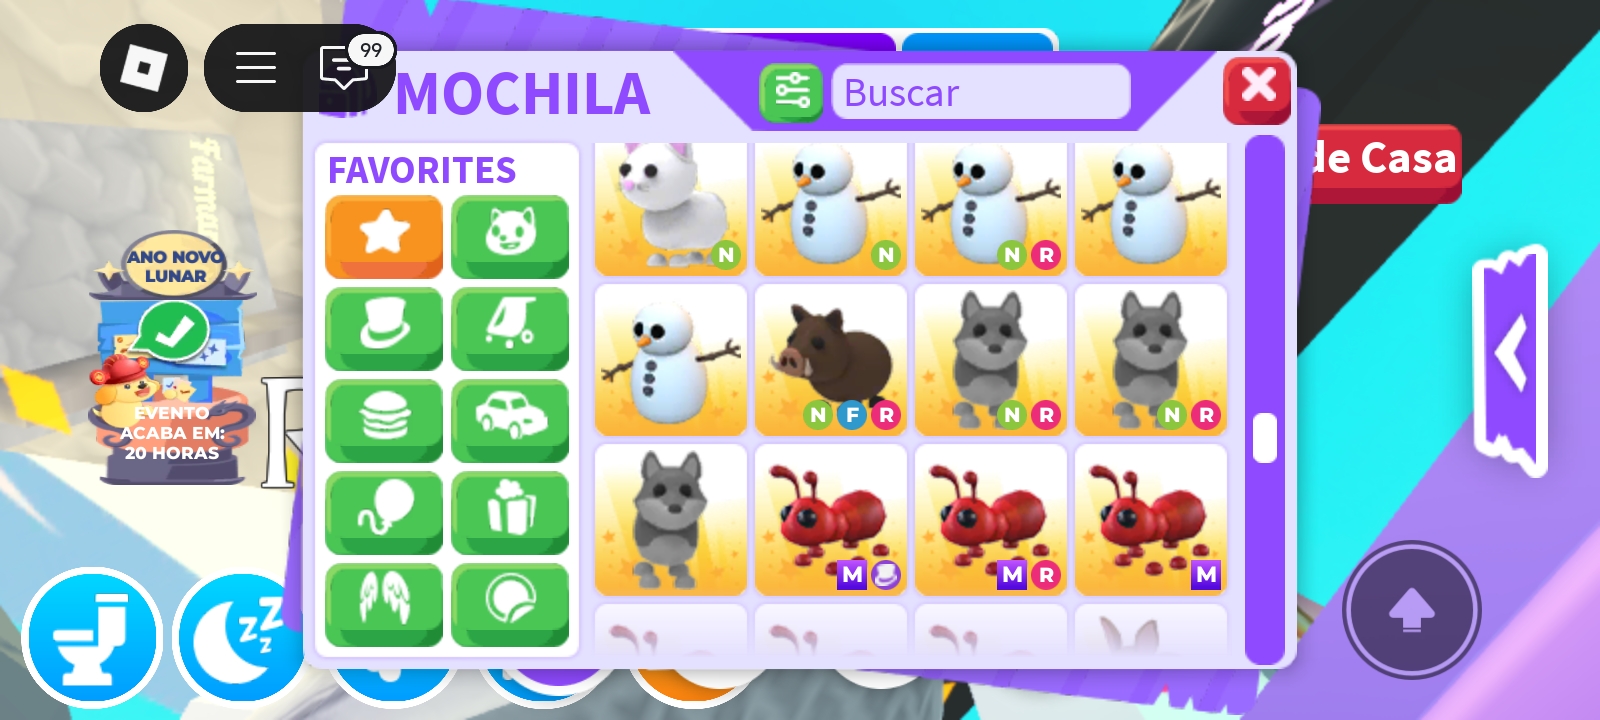 99
MOCHILA
Buscar
FAVORITES
de Casa
ANO NOVO
LUNAR
EVENTO
ACABA EM:
20 HORAS
N
N
N R
N F R
N R
N R
M
M R
M
Z Z Z